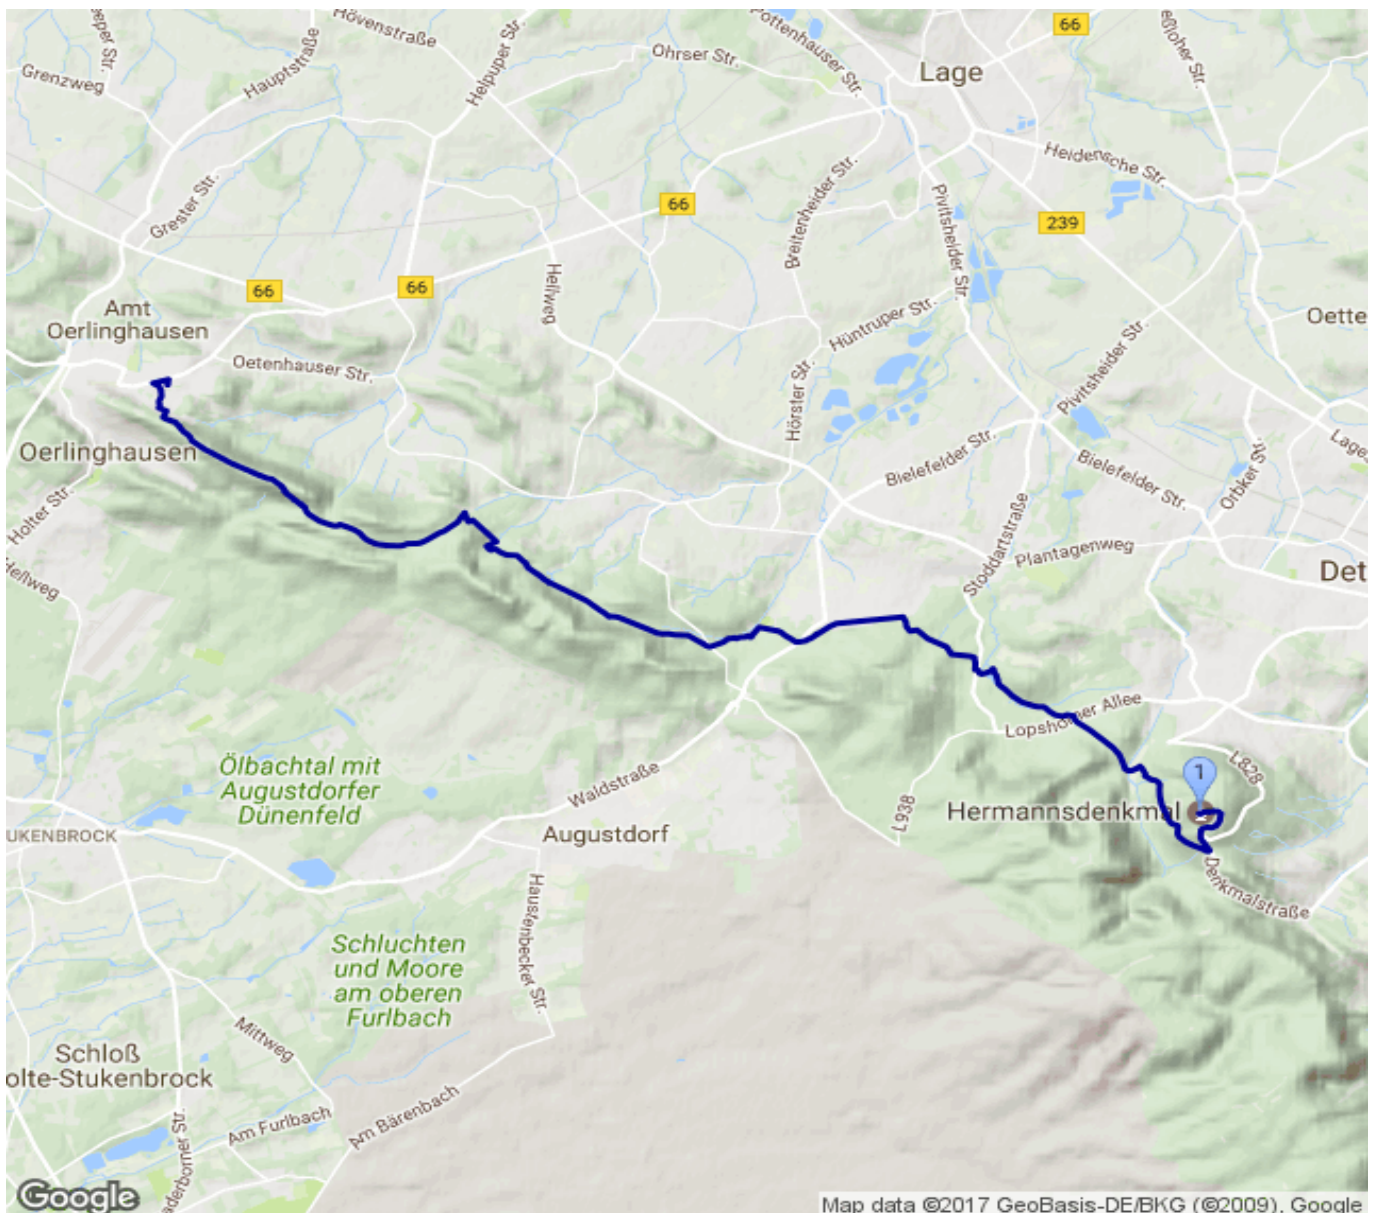 Hövenstraße
66
Pottenhauser Str.
Helpuper Str.
Ohrser Str.
Lage
Grenzweg
Hauptstraße
Heidensche Str.
Grester Str.
Breitenheider Str.
Pivitsheider Str.
66
239
66
66
Hellweg
Amt
Oerlinghausen
Hüntruper Str.
Oette
Oetenhauser Str.
Pivitsheider Str.
Hörster Str.
Oerlinghausen
Bielefelder Str.
Bielefelder Str.
Holter Str.
Stoddartstraße
Plantagenweg
Det
Lopshorner Allee
Ölbachtal mit
Augustdorfer
Dünenfeld
Waldstraße
L828
1
L938
Hermannsdenkmal
UKENBROCK
Augustdorf
Denkmalstraße
Haustenbecker Str.
Schluchten
und Moore
am oberen
Furlbach
Mittweg
Schloß
olte-Stukenbrock
Am Bärenbach
Am Furlbach
aderborner Str.
Google
Map data ©2017 GeoBasis-DE/BKG (©2009), Google